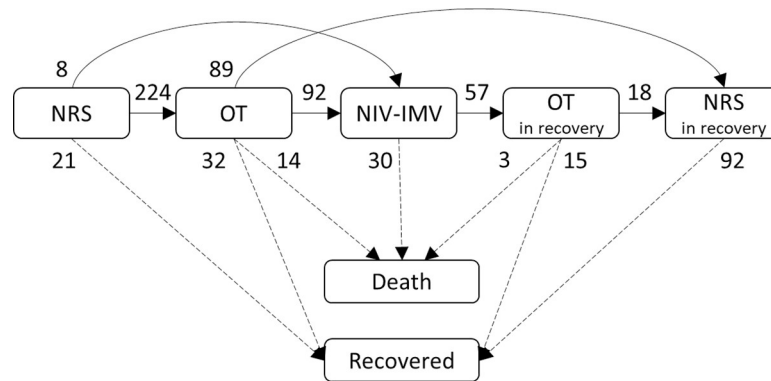 8
89
224
92
57
18
NRS
OT
NIV-IMV
OT
in recovery
NRS
in recovery
21
32
14
30
3
15
92
Death
Recovered